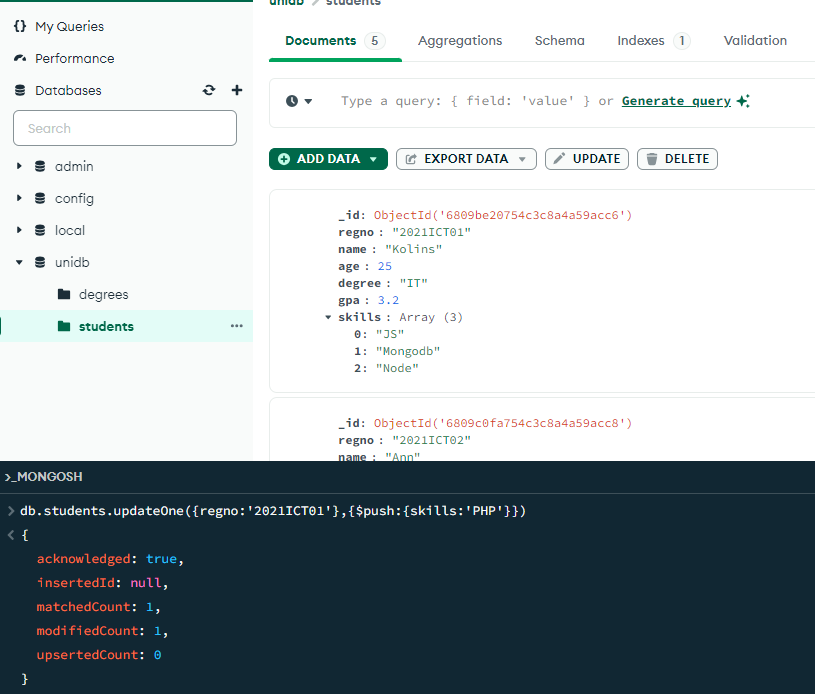 unidb > students
{} My Queries
Performance
Databases
Search
admin
config
local
unidb
degrees
students
Documents 5 Aggregations Schema Indexes 1 Validation
Type a query: { field: 'value' } or Generate query
ADD DATA EXPORT DATA UPDATE DELETE
_id: ObjectId('6809be20754c3c8a4a59acc6')
regno : "2021ICT01"
name : "Kolins"
age : 25
degree : "IT"
gpa : 3.2
skills : Array (3)
0: "JS"
1: "Mongodb"
2: "Node"
_id: ObjectId('6809c0fa754c3c8a4a59acc8')
regno : "2021ICT02"
name : "Ann"
>_MONGOSH
> db.students.updateOne({regno:'2021ICT01'},{$push:{skills:'PHP'}})
< {
acknowledged: true,
insertedId: null,
matchedCount: 1,
modifiedCount: 1,
upsertedCount: 0
}